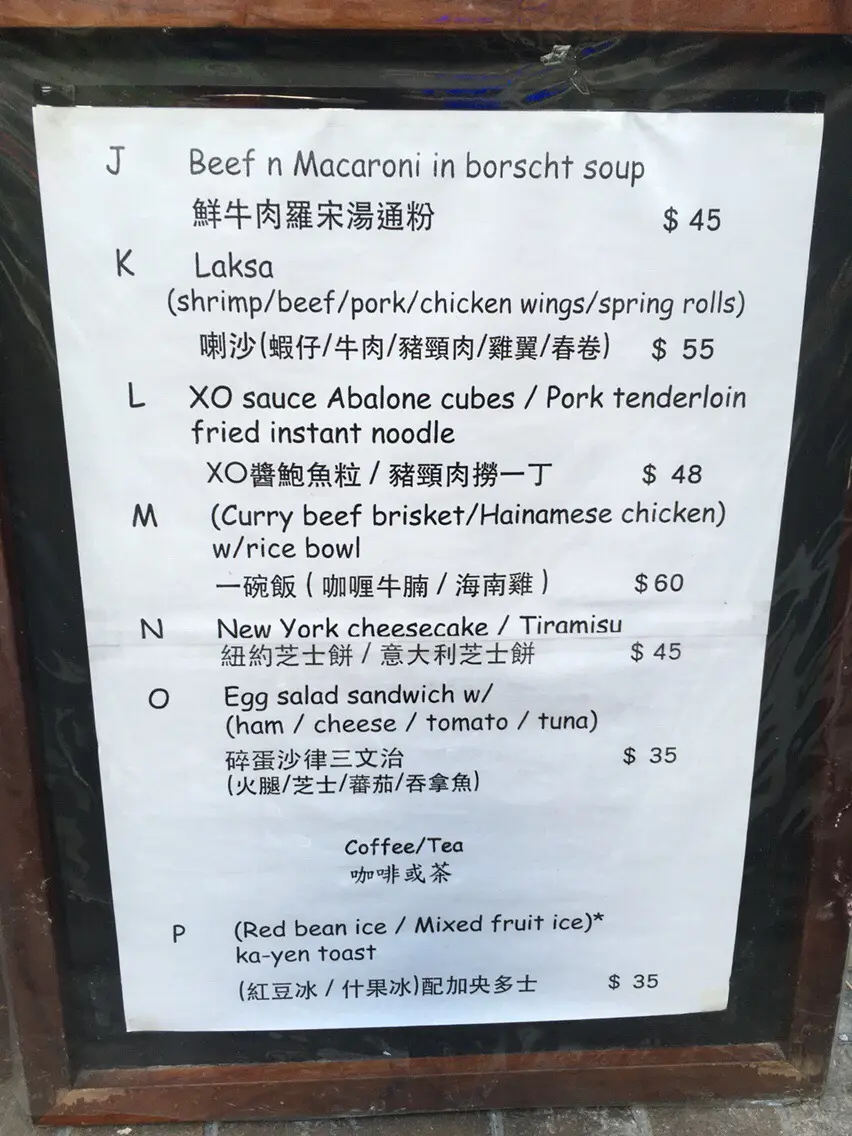 J Beef n Macaroni in borscht soup
鮮牛肉羅宋湯通粉 $ 45
K Laksa
(shrimp/beef/pork/chicken wings/spring rolls)
喇沙(蝦仔/牛肉/豬頸肉/雞翼/春卷) $ 55
L XO sauce Abalone cubes / Pork tenderloin
fried instant noodle
XO醬鮑魚粒 / 豬頸肉撈一丁 $ 48
M (Curry beef brisket/Hainamese chicken)
w/rice bowl
一碗飯 ( 咖喱牛腩 / 海南雞 ) $60
N New York cheesecake / Tiramisu
紐約芝士餅 / 意大利芝士餅 $ 45
O Egg salad sandwich w/
(ham / cheese / tomato / tuna)
碎蛋沙律三文治 $ 35
(火腿/芝士/蕃茄/吞拿魚)
Coffee/Tea
咖啡或茶
P (Red bean ice / Mixed fruit ice)*
ka-yen toast
(紅豆冰 / 什果冰)配加央多士 $ 35